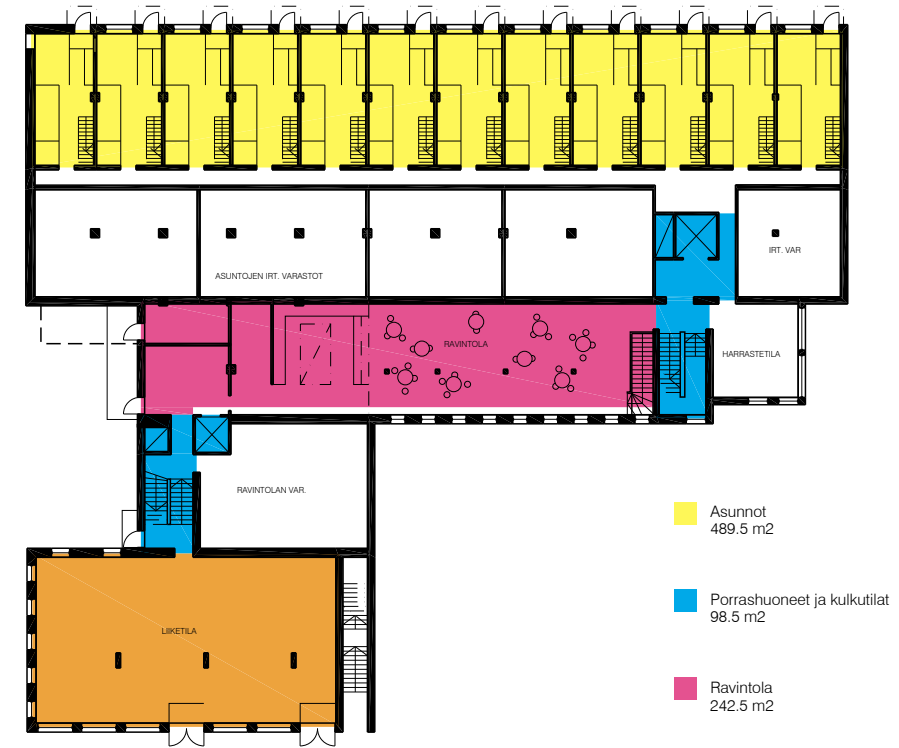 ASUNTOJEN IRT. VARASTOT
IRT. VAR
RAVINTOLA
HARRASTETILA
RAVINTOLAN VAR.
LIIKETILA
Asunnot
489.5 m2
Porrashuoneet ja kulkutilat
98.5 m2
Ravintola
242.5 m2